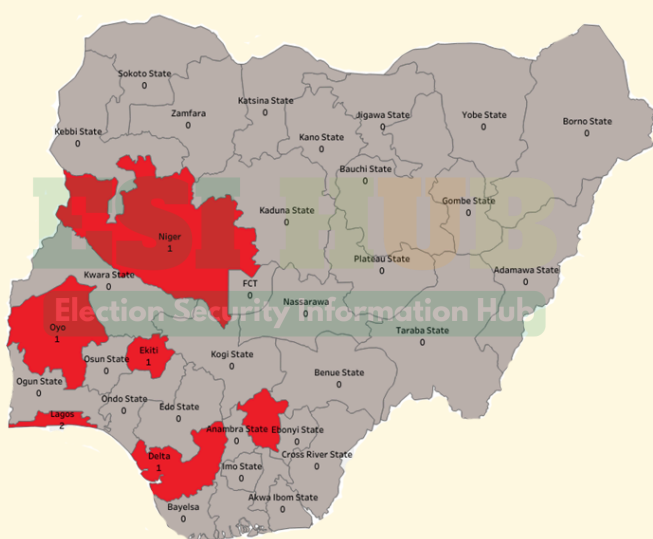 Sokoto State
0
Zamfara
0
Katsina State
0
Kano State
0
Jigawa State
0
Yobe State
0
Borno State
0
Kebbi State
0
Bauchi State
0
Gombe State
0
Kaduna State
0
Niger
1
Plateau State
0
Adamawa State
0
Kwara State
0
FCT
0
Nassarawa
0
ESI HUB
Election Security Information Hub
Taraba State
0
Oyo
1
Osun State
0
Ekiti
1
Kogi State
0
Benue State
0
Ogun State
0
Ondo State
0
Edo State
0
Lagos
2
Anambra State
0
Ebonyi State
0
Delta
1
Imo State
0
Cross River State
0
Akwa Ibom State
0
Bayelsa
0